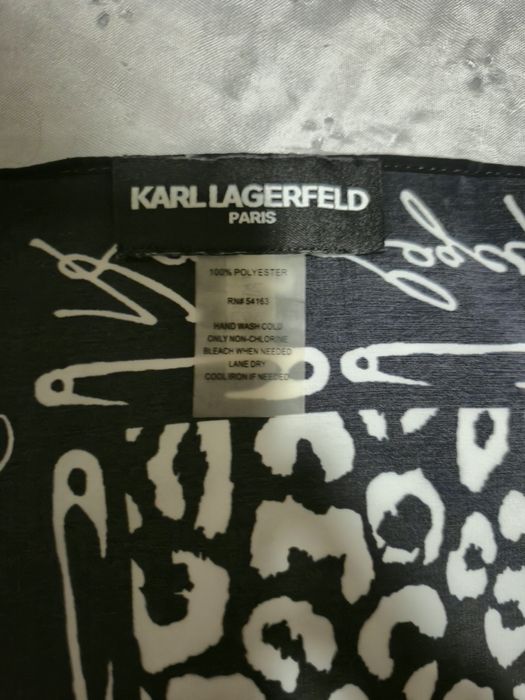 KARL LAGERFELD
PARIS
100% POLYESTER
RN# 54163
HAND WASH COLD
ONLY NON-CHLORINE
BLEACH WHEN NEEDED
LANE DRY
COOL IRON IF NEEDED